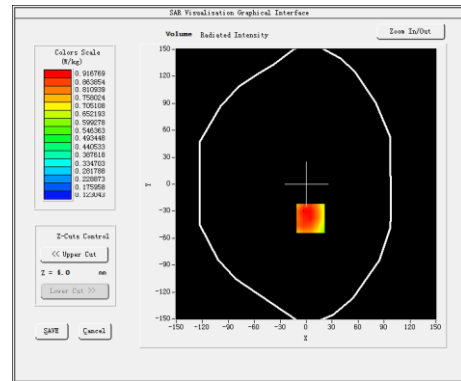 SAR Visualisation Graphical Interface
Volume Radiated Intensity
Zoom In/Out
Colors Scale
(W/kg)
0.916769
0.863854
0.810939
0.758024
0.705108
0.652193
0.599278
0.546363
0.493448
0.440533
0.387618
0.334703
0.281788
0.228873
0.175958
0.123043
Z-Cuts Control
<< Upper Cut
Z = 4.0 mm
Lower Cut >>
SAVE Cancel
150
120
90
60
30
0
-30
-60
-90
-120
-150
Y
-150 -120 -90 -60 -30 0 30 60 90 120 150
X